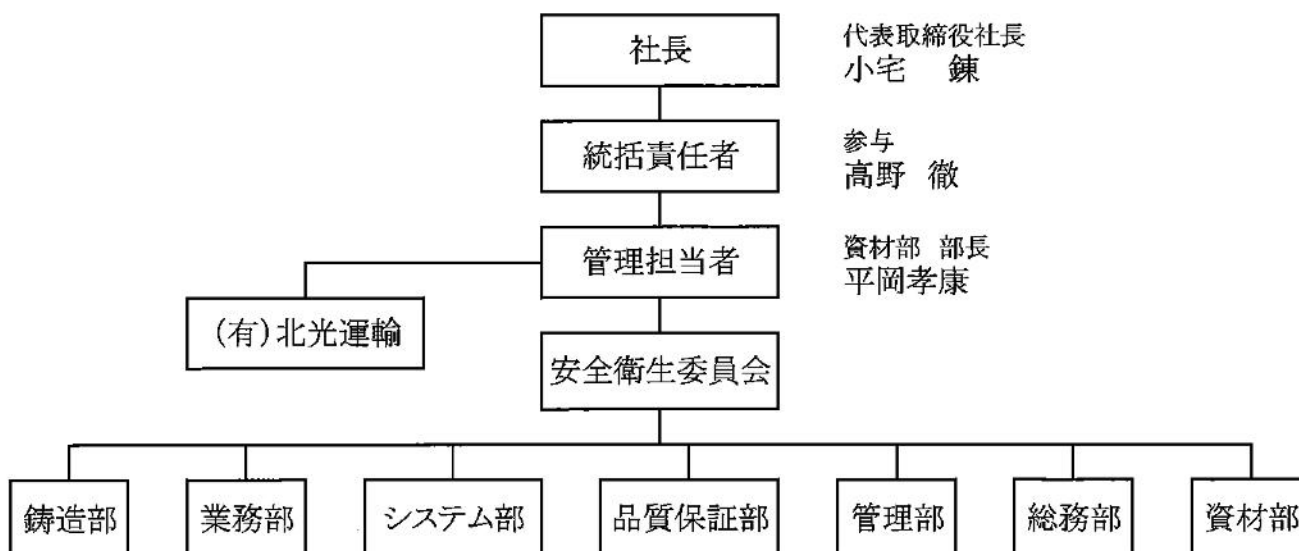 社長
代表取締役社長
小宅 錬
統括責任者
参与
高野 徹
管理担当者
資材部 部長
平岡孝康
(有)北光運輸
安全衛生委員会
鋳造部 業務部 システム部 品質保証部 管理部 総務部 資材部